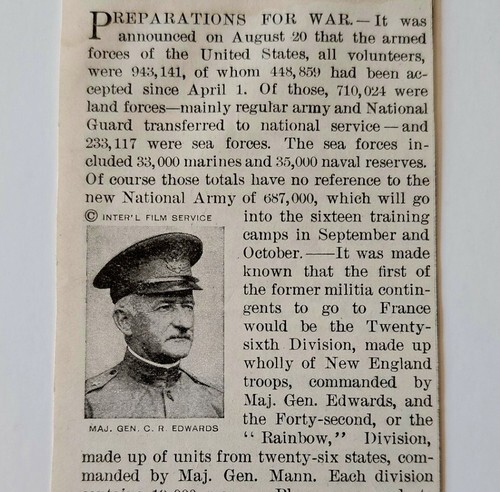 PREPARATIONS FOR WAR. — It was
announced on August 20 that the armed
forces of the United States, all volunteers,
were 943,141, of whom 448,859 had been ac-
cepted since April 1. Of those, 710,024 were
land forces—mainly regular army and National
Guard transferred to national service — and
233,117 were sea forces. The sea forces in-
cluded 33,000 marines and 35,000 naval reserves.
Of course those totals have no reference to the
new National Army of 687,000, which will go
© INTER'L FILM SERVICE
into the sixteen training
camps in September and
October. —— It was made
known that the first of
the former militia contin-
gents to go to France
would be the Twenty-
sixth Division, made up
wholly of New England
troops, commanded by
Maj. Gen. Edwards, and
the Forty-second, or the
“ Rainbow,” Division,
MAJ. GEN. C. R. EDWARDS
made up of units from twenty-six states, com-
manded by Maj. Gen. Mann. Each division